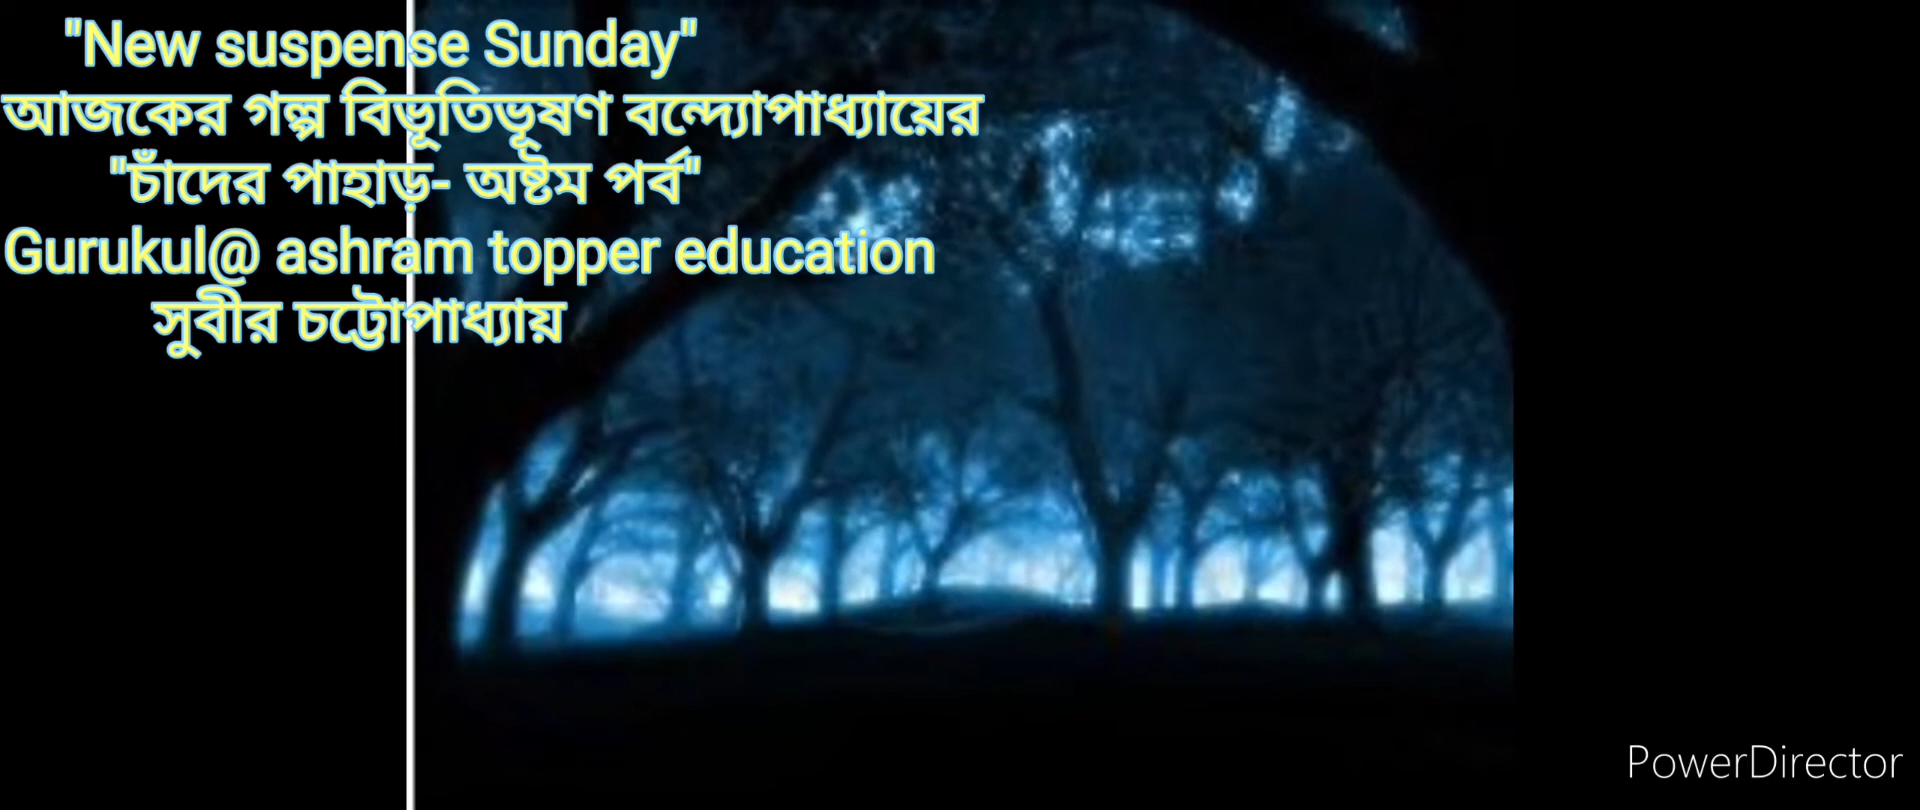 "New suspense Sunday"
আজকের গল্প বিভূতিভূষণ বন্দ্যোপাধ্যায়ের
"চাঁদের পাহাড়- অষ্টম পর্ব"
Gurukul@ ashram topper education
সুবীর চট্টোপাধ্যায়
PowerDirector